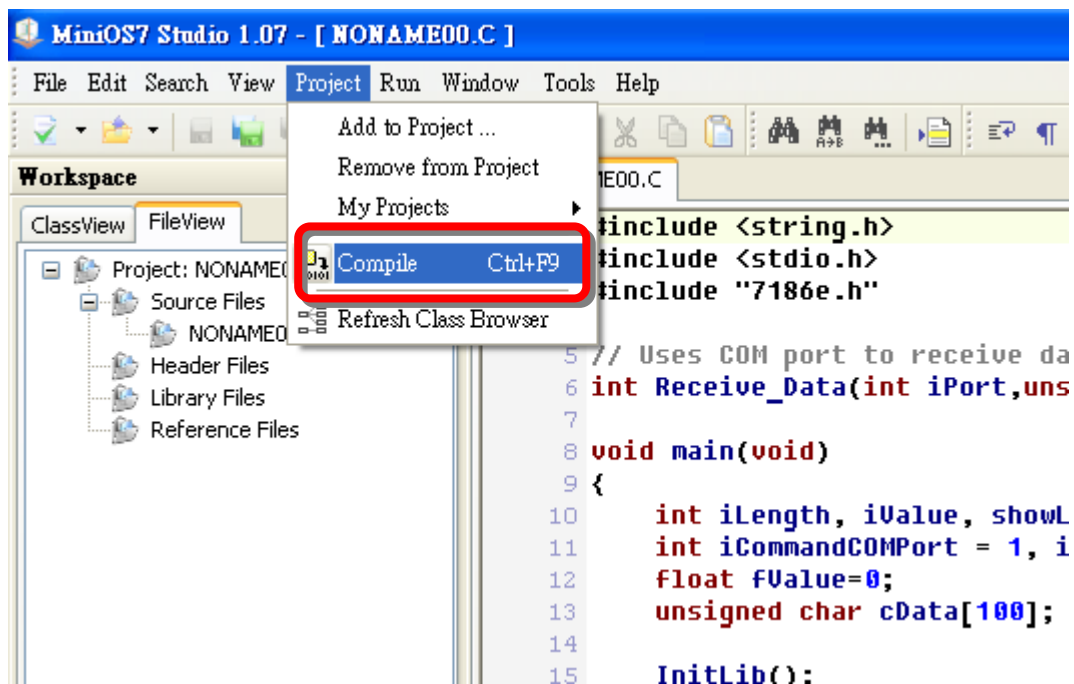 MiniOS7 Studio 1.07 - [ NONAME00.C ]
File Edit Search View Project Run Window Tools Help
Add to Project ...
Remove from Project
My Projects
Compile Ctrl+F9
Refresh Class Browser
Workspace
ClassView FileView
Project: NONAME
Source Files
NONAME0
Header Files
Library Files
Reference Files
E00.C
#include <string.h>
#include <stdio.h>
#include "7186e.h"
5 // Uses COM port to receive da
6 int Receive_Data(int iPort,uns
7
8 void main(void)
9 {
10 int iLength, iValue, showL
11 int iCommandCOMPort = 1, i
12 float fValue=0;
13 unsigned char cData[100];
14
15 InitLib();